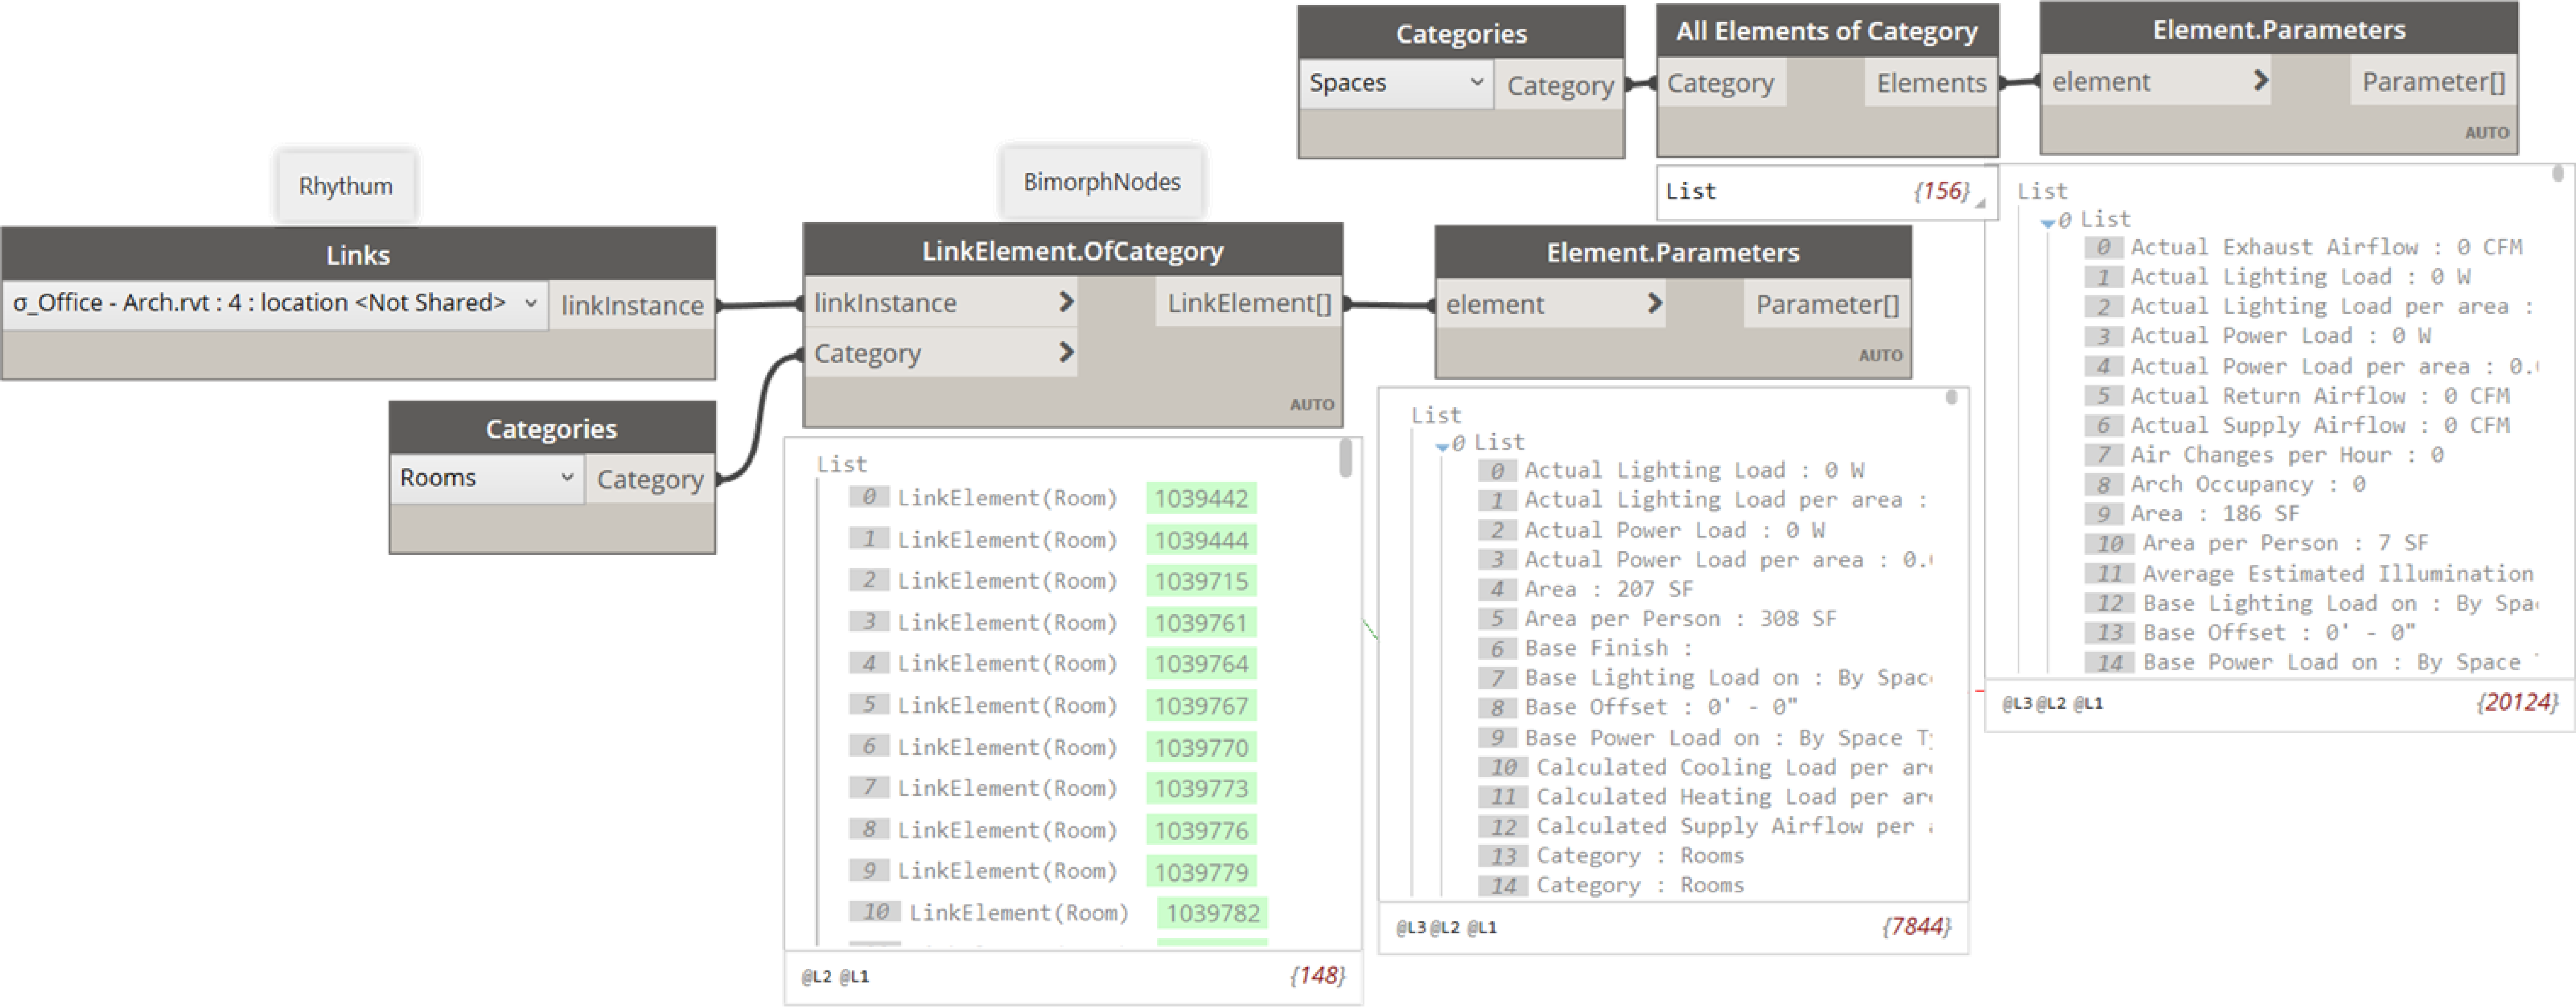 Categories
Spaces
Category
All Elements of Category
Category
Elements
Element.Parameters
element
Parameter[]
AUTO
List {156}
List
0 List
0 Actual Exhaust Airflow : 0 CFM
1 Actual Lighting Load : 0 W
2 Actual Lighting Load per area :
3 Actual Power Load : 0 W
4 Actual Power Load per area : 0.
5 Actual Return Airflow : 0 CFM
6 Actual Supply Airflow : 0 CFM
7 Air Changes per Hour : 0
8 Arch Occupancy : 0
9 Area : 186 SF
10 Area per Person : 7 SF
11 Average Estimated Illumination
12 Base Lighting Load on : By Spa
13 Base Offset : 0' - 0"
14 Base Power Load on : By Space
@L3 @L2 @L1 {20124}
Rhythum
Links
σ_Office - Arch.rvt : 4 : location <Not Shared>
linkInstance
Categories
Rooms
Category
BimorphNodes
LinkElement.OfCategory
linkInstance
LinkElement[]
Category
AUTO
List
0 LinkElement(Room) 1039442
1 LinkElement(Room) 1039444
2 LinkElement(Room) 1039715
3 LinkElement(Room) 1039761
4 LinkElement(Room) 1039764
5 LinkElement(Room) 1039767
6 LinkElement(Room) 1039770
7 LinkElement(Room) 1039773
8 LinkElement(Room) 1039776
9 LinkElement(Room) 1039779
10 LinkElement(Room) 1039782
@L2 @L1 {148}
Element.Parameters
element
Parameter[]
AUTO
List
0 List
0 Actual Lighting Load : 0 W
1 Actual Lighting Load per area :
2 Actual Power Load : 0 W
3 Actual Power Load per area : 0.
4 Area : 207 SF
5 Area per Person : 308 SF
6 Base Finish :
7 Base Lighting Load on : By Spac
8 Base Offset : 0' - 0"
9 Base Power Load on : By Space T
10 Calculated Cooling Load per ar
11 Calculated Heating Load per ar
12 Calculated Supply Airflow per
13 Category : Rooms
14 Category : Rooms
@L3 @L2 @L1 {7844}